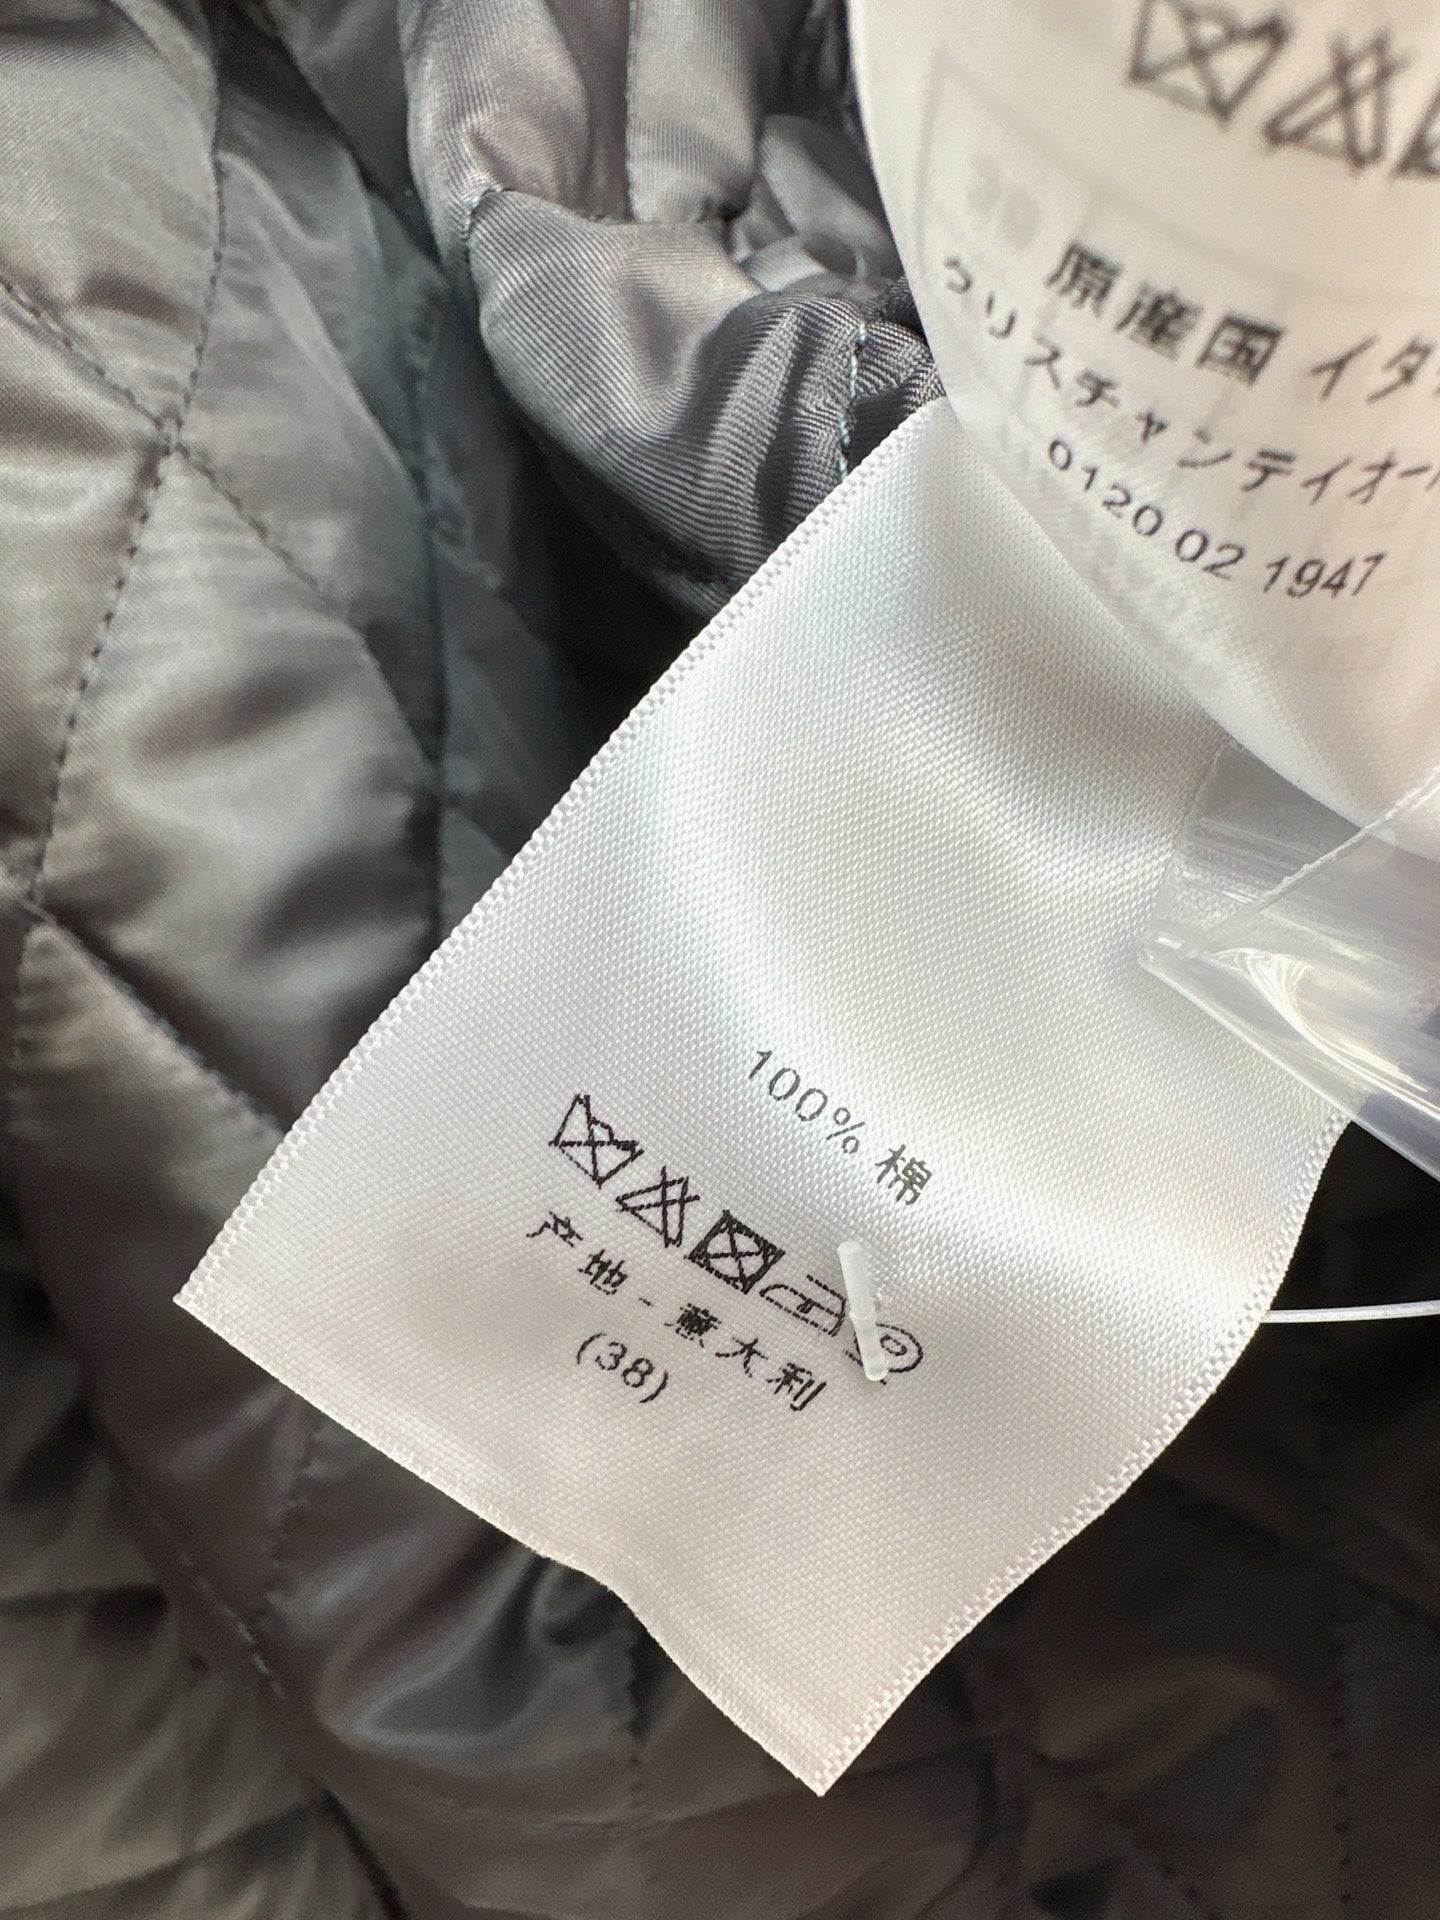 原産国 イタ
クリスチャンディオー
0120 02 1947
100% 棉
产地 - 意大利
(38)